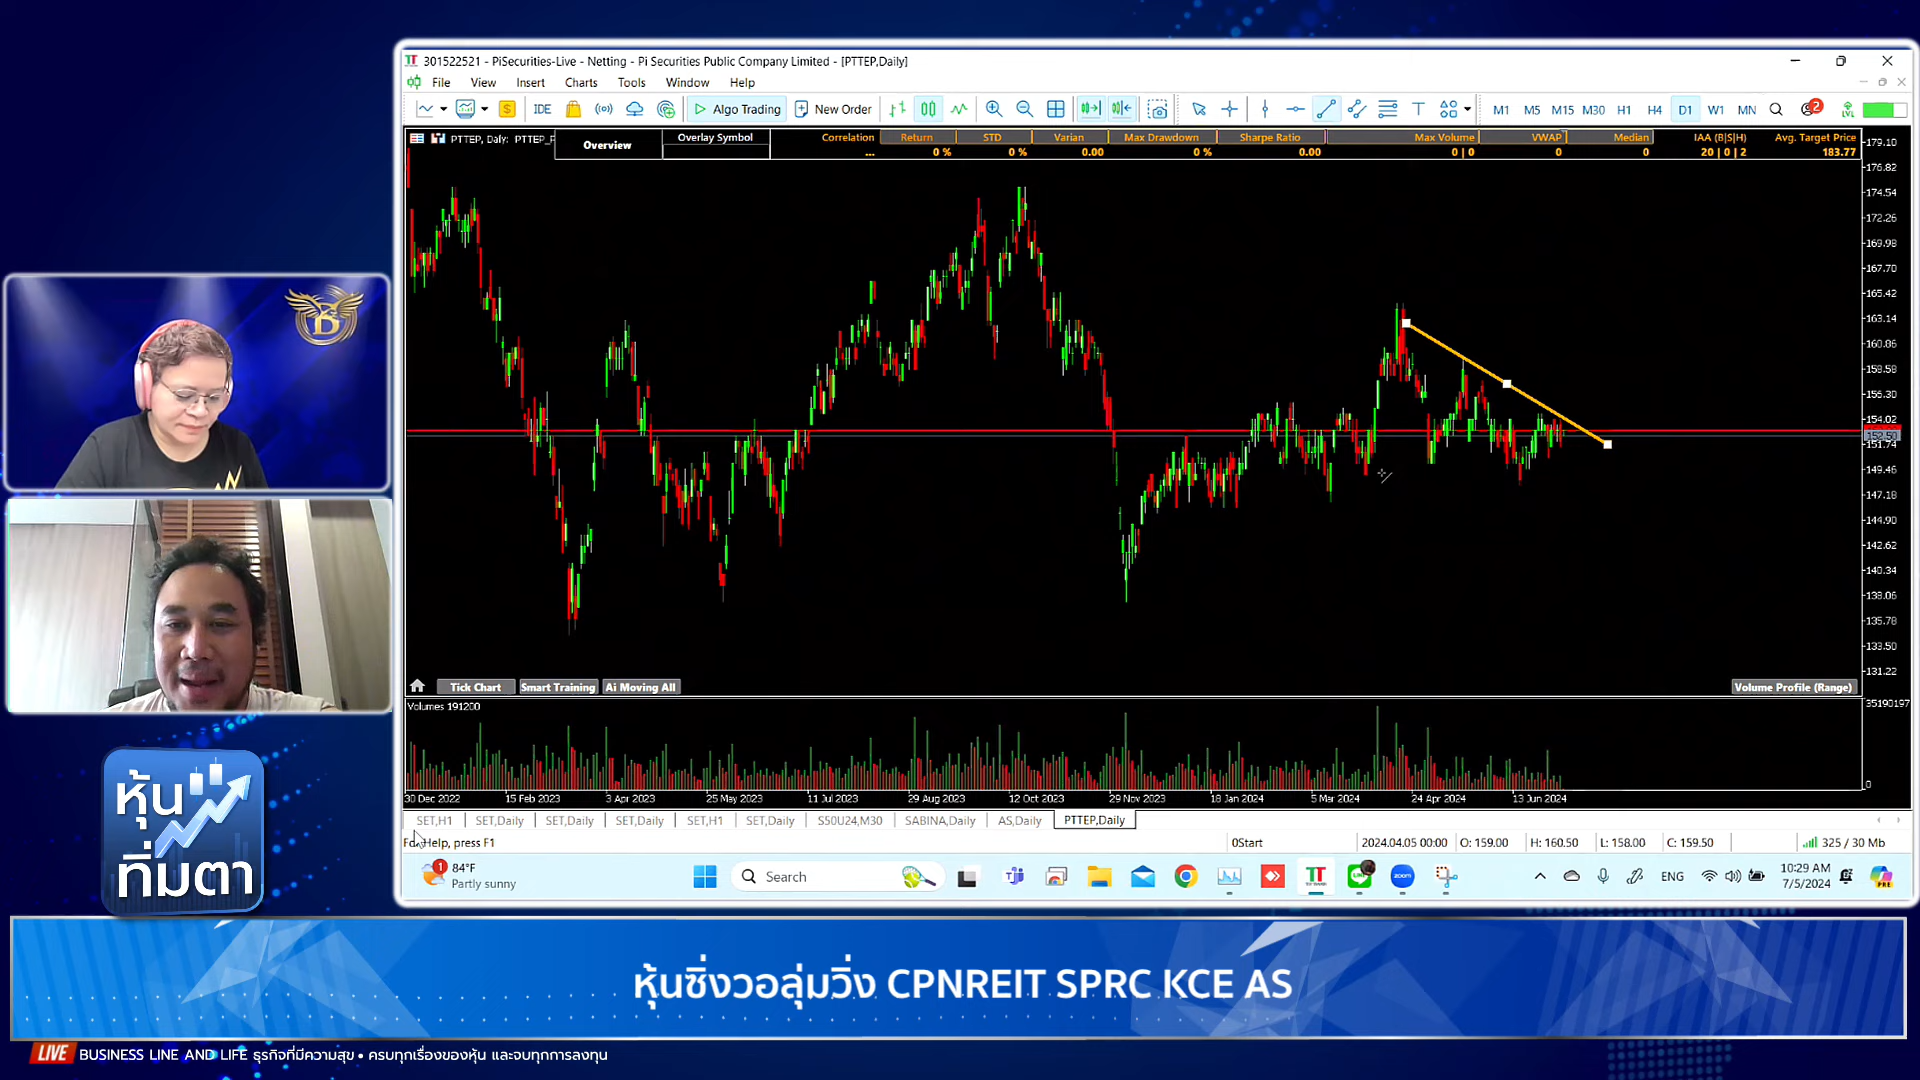 301522521 - PiSecurities-Live - Netting - Pi Securities Public Company Limited - [PTTEP,Daily]
File View Insert Charts Tools Window Help
IDE Algo Trading New Order M1 M5 M15 M30 H1 H4 D1 W1 MN 2 LVL
PTTEP, Daily: PTTEP_F Overview Overlay Symbol Correlation Return STD Varian Max Drawdown Sharpe Ratio Max Volume VWAP Median IAA (B|S|H) Avg. Target Price
... 0 % 0 % 0.00 0 % 0.00 0 | 0 0 0 20 | 0 | 2 183.77
179.10
176.82
174.54
172.26
169.98
167.70
165.42
163.14
160.86
158.58
156.30
154.02
152.50
151.74
149.46
147.18
144.90
142.62
140.34
138.06
135.78
133.50
131.22
Tick Chart Smart Training Ai Moving All Volume Profile (Range)
Volumes 191200
35190197
0
30 Dec 2022 15 Feb 2023 3 Apr 2023 25 May 2023 11 Jul 2023 29 Aug 2023 12 Oct 2023 29 Nov 2023 18 Jan 2024 5 Mar 2024 24 Apr 2024 13 Jun 2024
SET,H1 SET,Daily SET,Daily SET,Daily SET,H1 SET,Daily S50U24,M30 SABINA,Daily AS,Daily PTTEP,Daily
Help, press F1 0Start 2024.04.05 00:00 O: 159.00 H: 160.50 L: 158.00 C: 159.50 325 / 30 Mb
1 84°F
Partly sunny
Search
zoom
ENG
10:29 AM
7/5/2024
PRE
หุ้น
ทิ่มตา
หุ้นซิ่งวอลุ่มวิ่ง CPNREIT SPRC KCE AS
LIVE BUSINESS LINE AND LIFE ธุรกิจที่มีความสุข • ครบทุกเรื่องของหุ้น และจบทุกการลงทุน